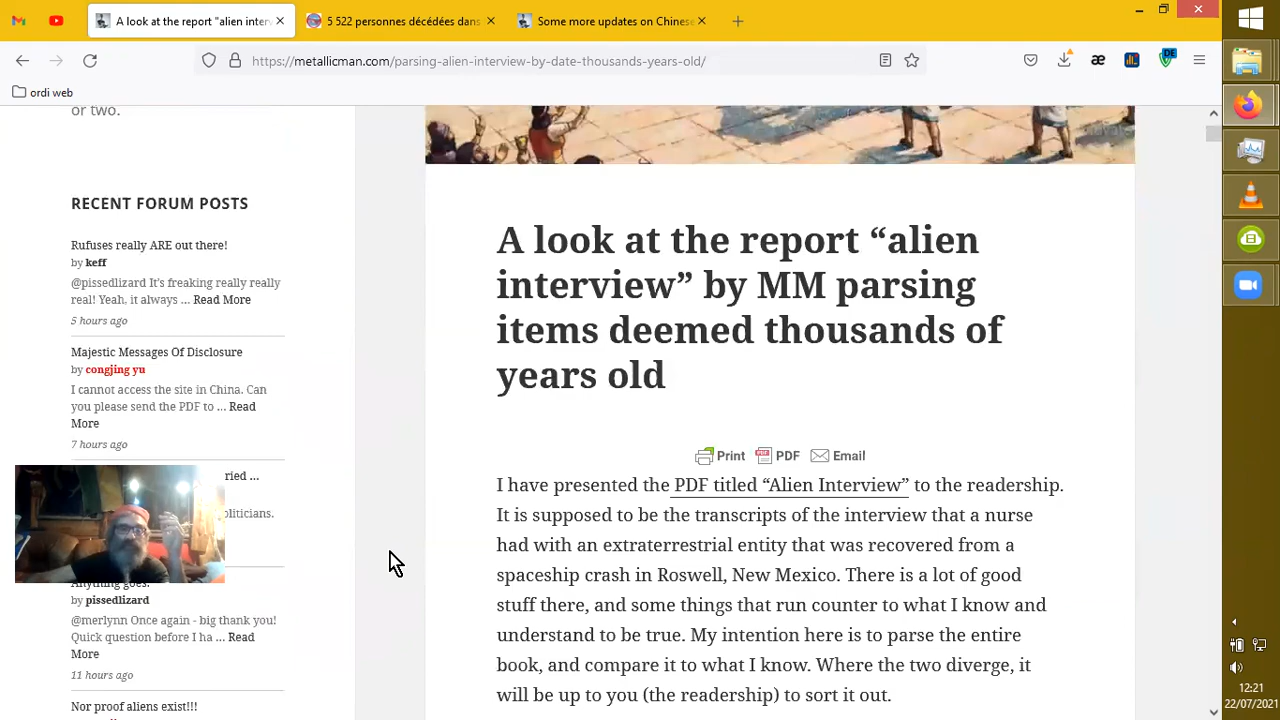 A look at the report "alien interv
5 522 personnes décédées dans
Some more updates on Chinese
https://metallicman.com/parsing-alien-interview-by-date-thousands-years-old/
æ
DE
ordi web
or two.
RECENT FORUM POSTS
Rufuses really ARE out there!
by keff
@pissedlizard It's freaking really really
real! Yeah, it always ... Read More
5 hours ago
Majestic Messages Of Disclosure
by congjing yu
I cannot access the site in China. Can
you please send the PDF to ... Read
More
7 hours ago
ried ...
oliticians.
Anything goes!
by pissedlizard
@merlynn Once again - big thank you!
Quick question before I ha ... Read
More
11 hours ago
Nor proof aliens exist!!!
A look at the report “alien
interview” by MM parsing
items deemed thousands of
years old
Print PDF Email
I have presented the PDF titled “Alien Interview” to the readership.
It is supposed to be the transcripts of the interview that a nurse
had with an extraterrestrial entity that was recovered from a
spaceship crash in Roswell, New Mexico. There is a lot of good
stuff there, and some things that run counter to what I know and
understand to be true. My intention here is to parse the entire
book, and compare it to what I know. Where the two diverge, it
will be up to you (the readership) to sort it out.
12:21
22/07/2021